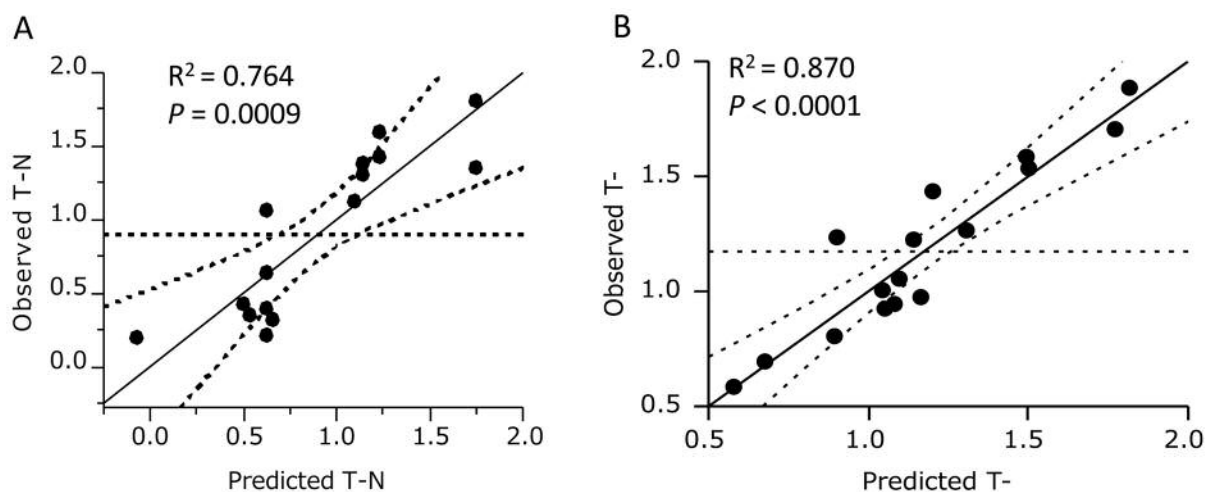 A
R² = 0.764
P = 0.0009
Observed T-N
2.0
1.5
1.0
0.5
0.0
0.0 0.5 1.0 1.5 2.0
Predicted T-N
B
R² = 0.870
P < 0.0001
Observed T-
2.0
1.5
1.0
0.5
0.5 1.0 1.5 2.0
Predicted T-